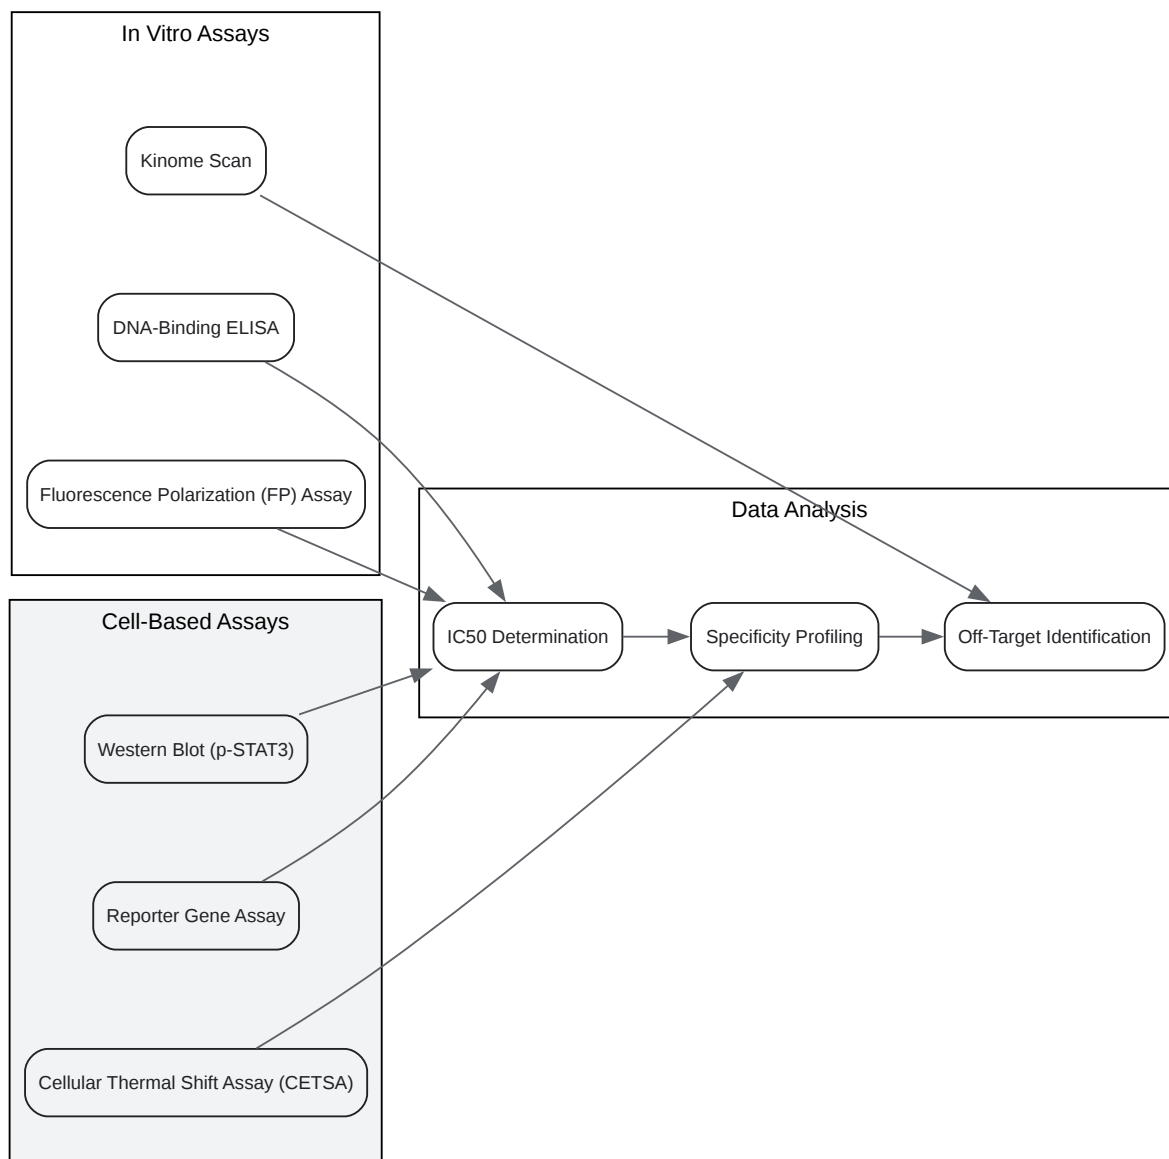 In Vitro Assays
Kinome Scan
DNA-Binding ELISA
Fluorescence Polarization (FP) Assay
Data Analysis
IC50 Determination
Specificity Profiling
Off-Target Identification
Cell-Based Assays
Western Blot (p-STAT3)
Reporter Gene Assay
Cellular Thermal Shift Assay (CETSA)